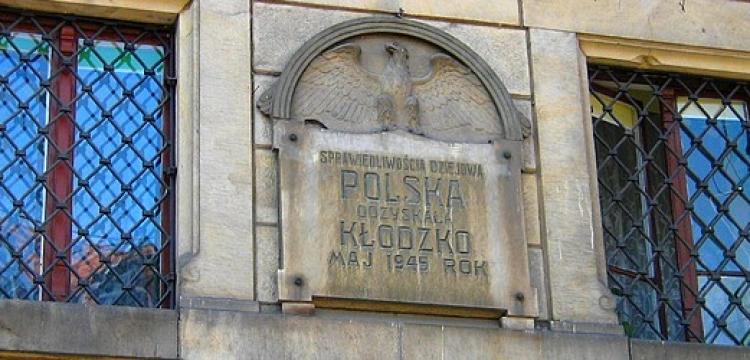 SPRAWIEDLIWOŚCIĄ DZIEJOWĄ
POLSKA
ODZYSKAŁA
KŁODZKO
MAJ 1945 ROK